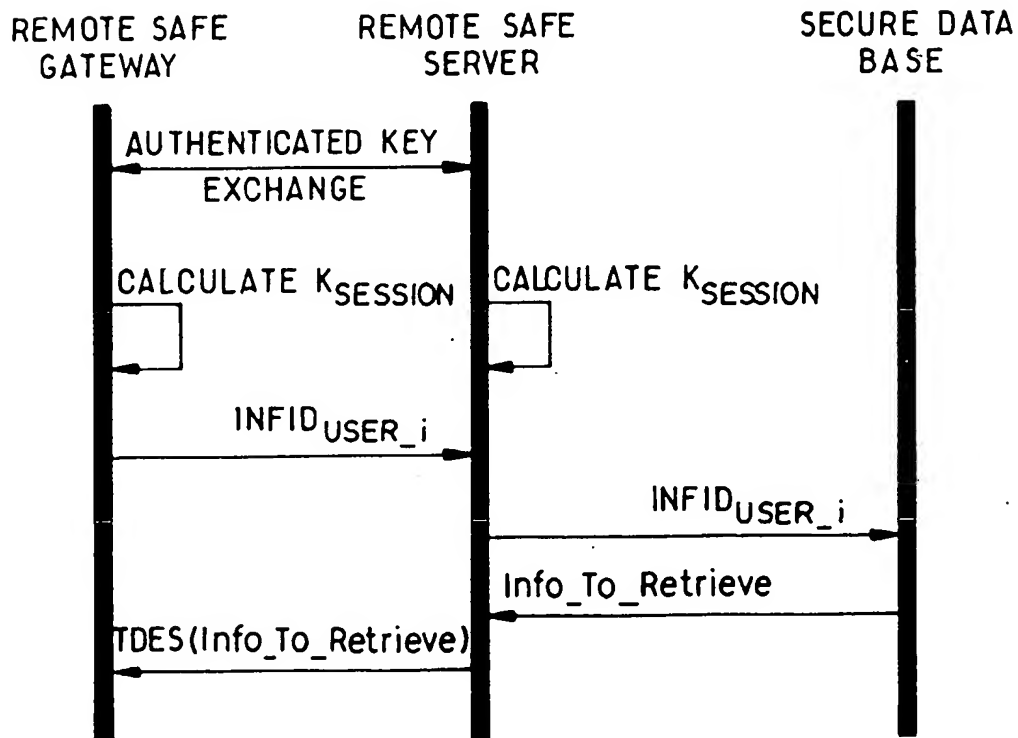 REMOTE SAFE
GATEWAY
REMOTE SAFE
SERVER
SECURE DATA
BASE
AUTHENTICATED KEY
EXCHANGE
CALCULATE KSESSION
CALCULATE KSESSION
INFIDUSER_i
INFIDUSER_i
Info_To_Retrieve
TDES(Info_To_Retrieve)